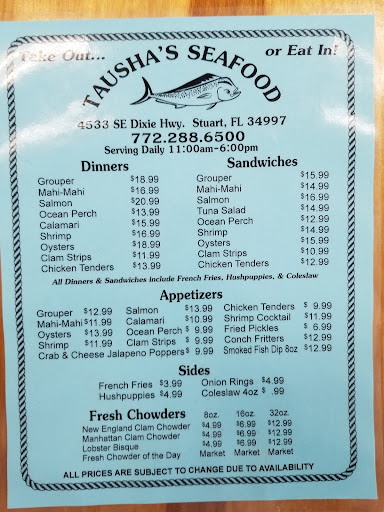 Take Out... or Eat In!
TAUSHA'S SEAFOOD
4533 SE Dixie Hwy. Stuart, FL 34997
772.288.6500
Serving Daily 11:00am-6:00pm
Dinners
Grouper $18.99
Mahi-Mahi $16.99
Salmon $20.99
Ocean Perch $13.99
Calamari $15.99
Shrimp $16.99
Oysters $18.99
Clam Strips $11.99
Chicken Tenders $13.99
Sandwiches
Grouper $15.99
Mahi-Mahi $14.99
Salmon $14.99
Tuna Salad $14.99
Ocean Perch $12.99
Shrimp $14.99
Oysters $15.99
Clam Strips $10.99
Chicken Tenders $12.99
All Dinners & Sandwiches include French Fries, Hushpuppies, & Coleslaw
Appetizers
Grouper $12.99 Salmon $13.99 Chicken Tenders $ 9.99
Mahi-Mahi $11.99 Calamari $10.99 Shrimp Cocktail $11.99
Oysters $13.99 Ocean Perch $ 9.99 Fried Pickles $ 6.99
Shrimp $11.99 Clam Strips $ 9.99 Conch Fritters $12.99
Crab & Cheese Jalapeno Poppers $ 9.99 Smoked Fish Dip 8oz $12.99
Sides
French Fries $3.99 Onion Rings $4.99
Hushpuppies $4.99 Coleslaw 4oz $ .99
Fresh Chowders 8oz. 16oz. 32oz.
New England Clam Chowder $4.99 $6.99 $12.99
Manhattan Clam Chowder $4.99 $6.99 $12.99
Lobster Bisque $4.99 $6.99 $12.99
Fresh Chowder of the Day Market Market Market
ALL PRICES ARE SUBJECT TO CHANGE DUE TO AVAILABILITY